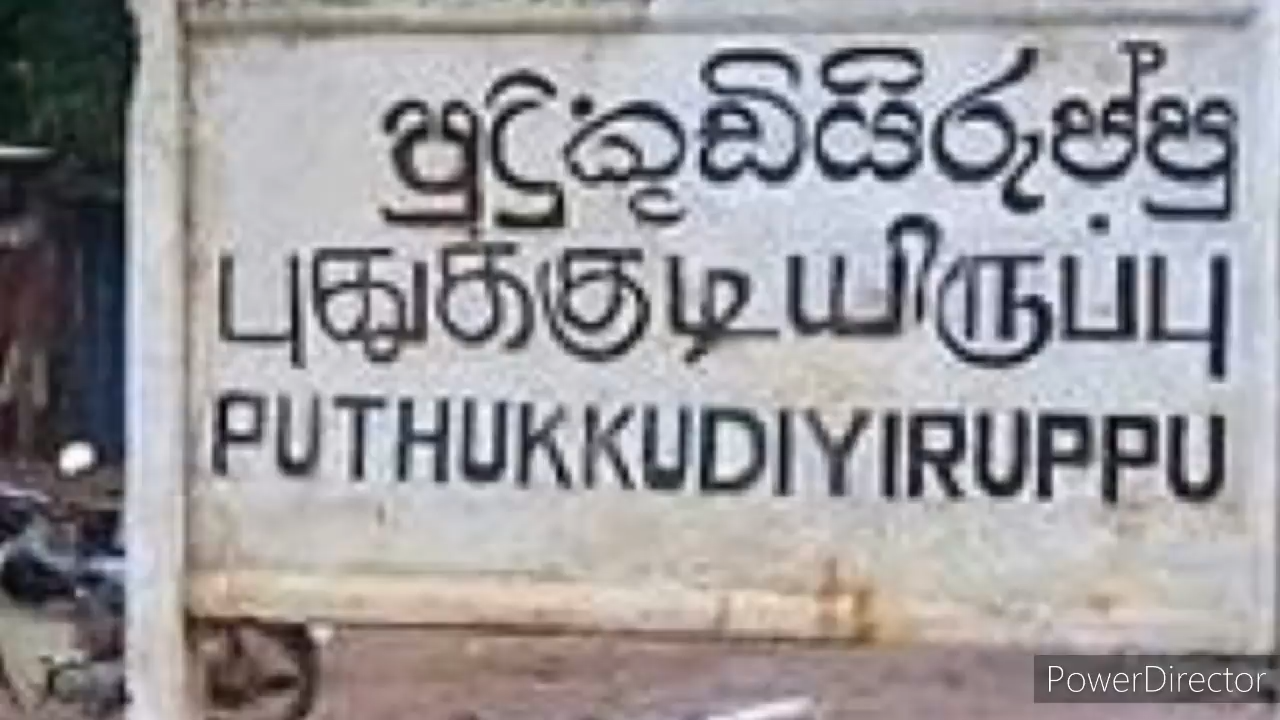 පුදුකුඩියිරුප්පු
புதுக்குடியிருப்பு
PUTHUKKUDIYIRUPPU
PowerDirector